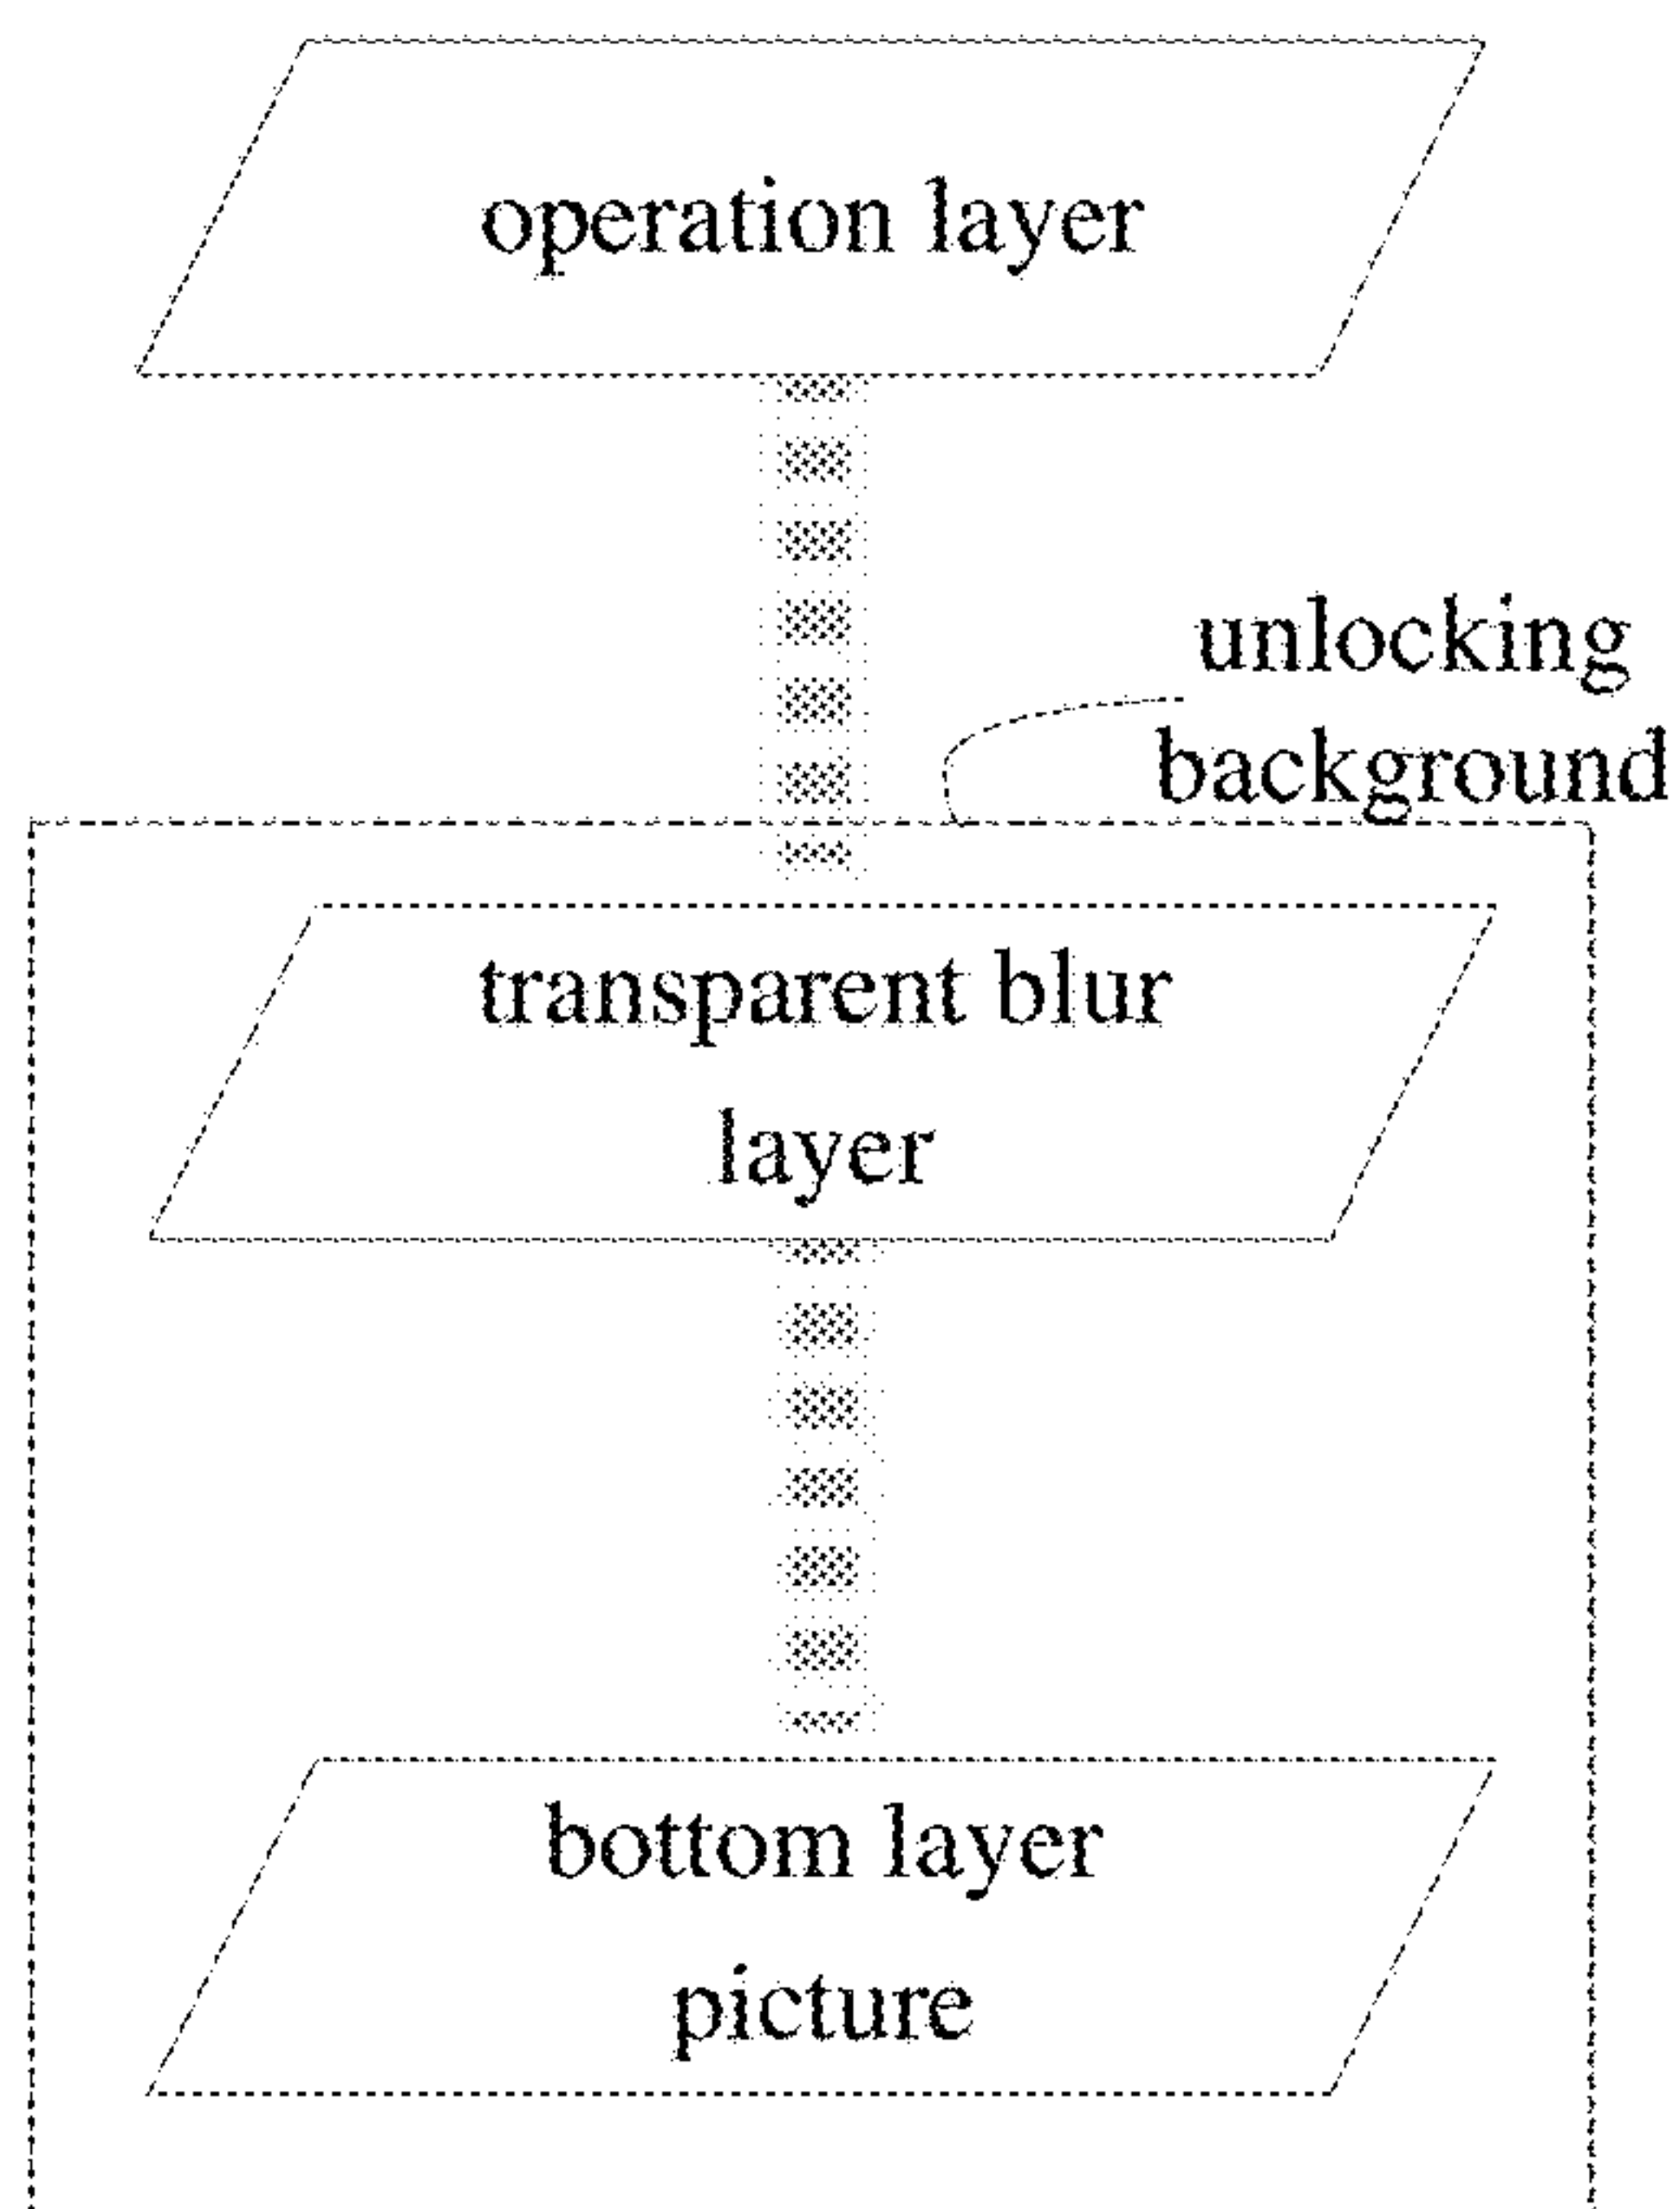 operation layer
unlocking
background
transparent blur
layer
bottom layer
picture